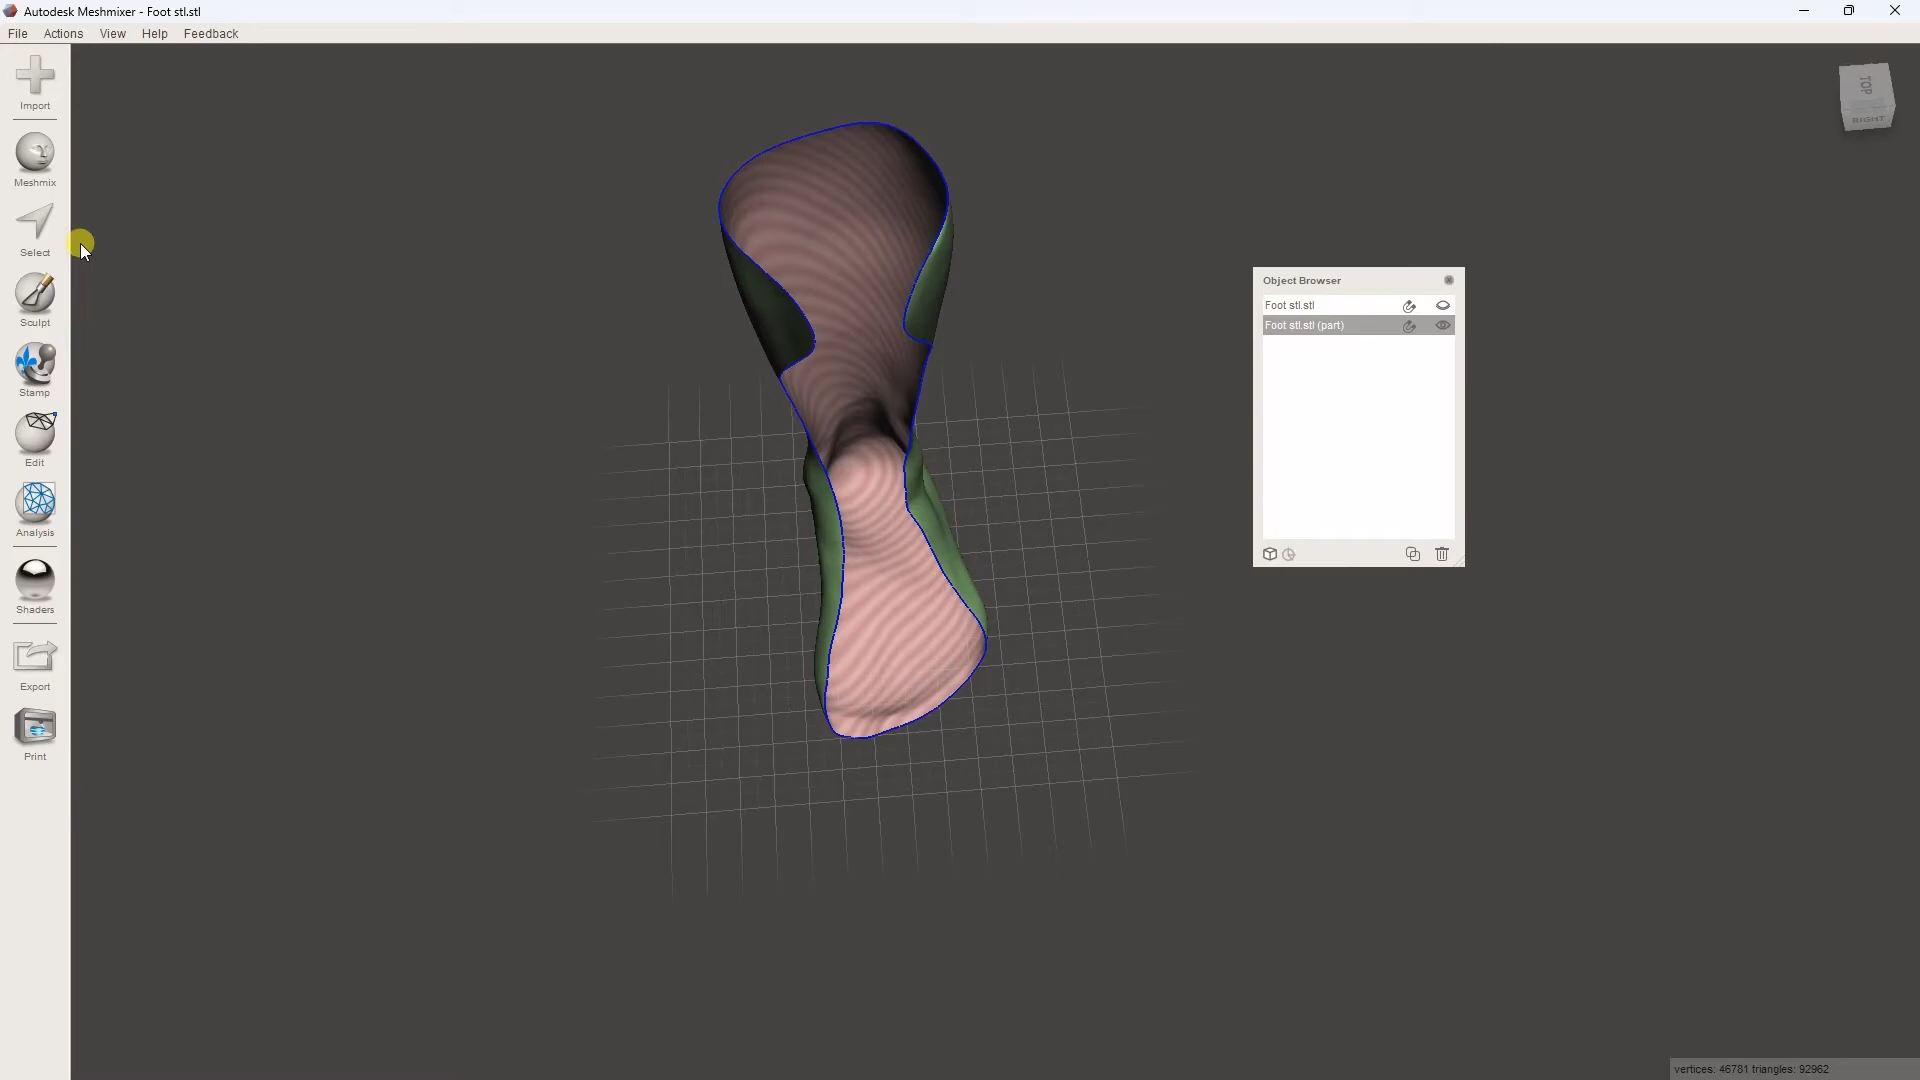 Autodesk Meshmixer - Foot stl.stl
File Actions View Help Feedback
Import
Meshmix
Select
Sculpt
Stamp
Edit
Analysis
Shaders
Export
Print
TOP
RIGHT
Object Browser
Foot stl.stl
Foot stl.stl (part)
vertices: 46781 triangles: 92962